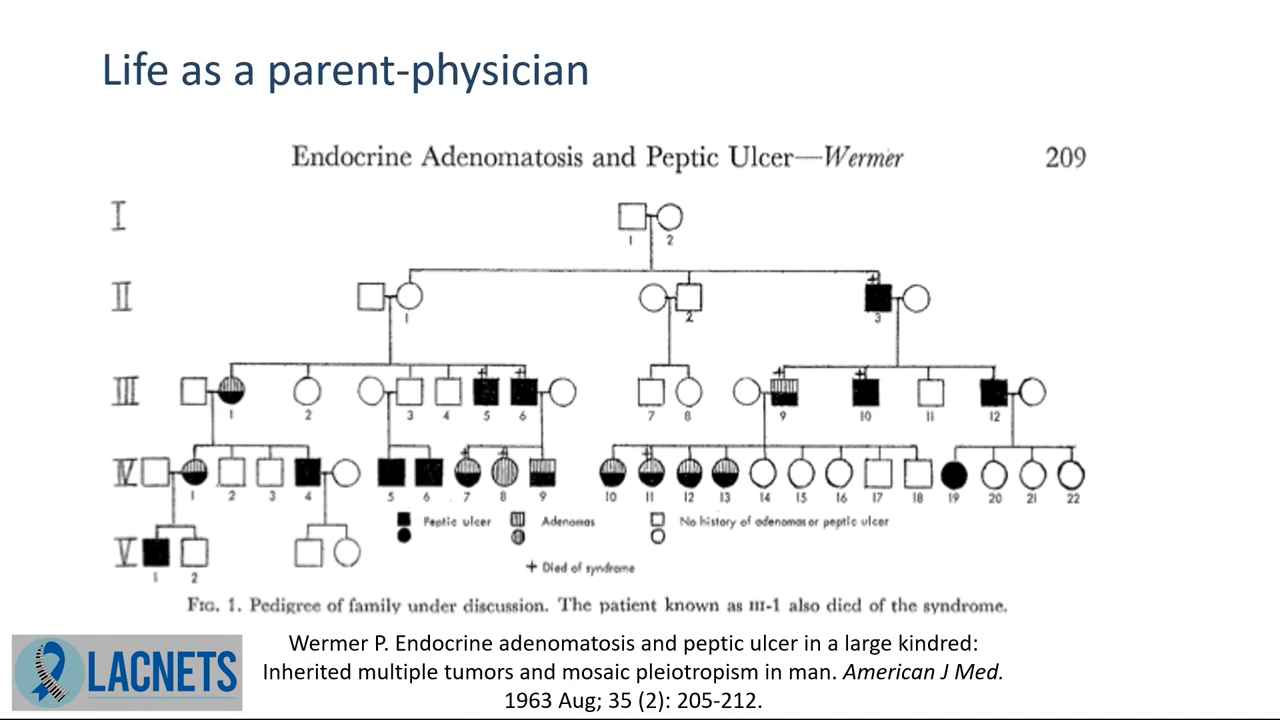 Life as a parent-physician
Endocrine Adenomatosis and Peptic Ulcer—Wermer 209
I
1 2
II
1 2 3
III
1 2 3 4 5 6 7 8 9 10 11 12
IV
1 2 3 4 5 6 7 8 9 10 11 12 13 14 15 16 17 18 19 20 21 22
Peptic ulcer Adenomas No history of adenomas or peptic ulcer
V
+ Died of syndrome
1 2
FIG. 1. Pedigree of family under discussion. The patient known as III-1 also died of the syndrome.
LACNETS
Wermer P. Endocrine adenomatosis and peptic ulcer in a large kindred:
Inherited multiple tumors and mosaic pleiotropism in man. American J Med.
1963 Aug; 35 (2): 205-212.